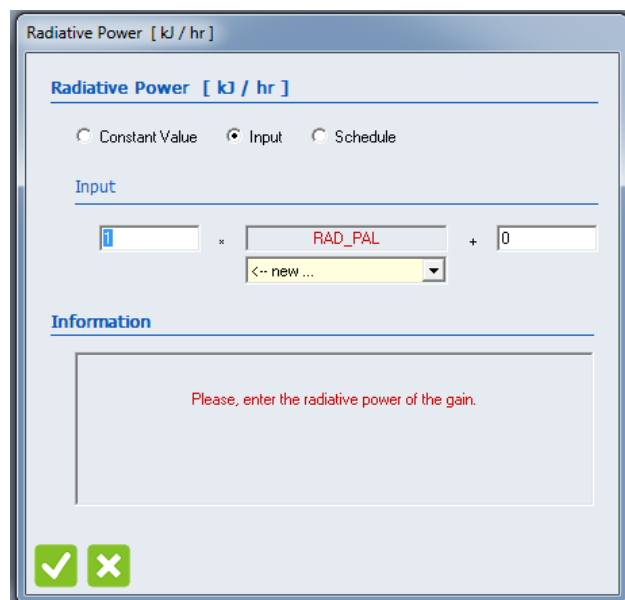 Radiative Power [ kJ / hr ]
Radiative Power [ kJ / hr ]
Constant Value Input Schedule
Input
1 × RAD_PAL + 0
<-- new ...
Information
Please, enter the radiative power of the gain.